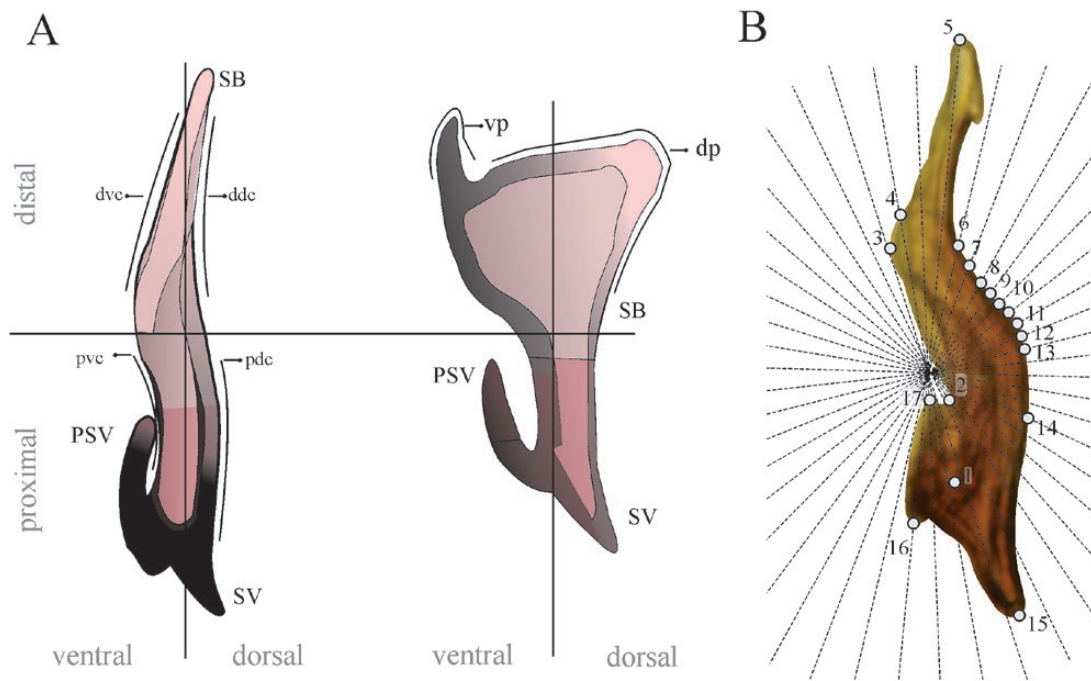 A
SB
dvc
ddc
distal
pvc
pdc
PSV
proximal
SV
ventral
dorsal
vp
dp
SB
PSV
SV
ventral
dorsal
B
5
4
3
6
7
8
9
10
11
12
13
2
17
14
1
16
15